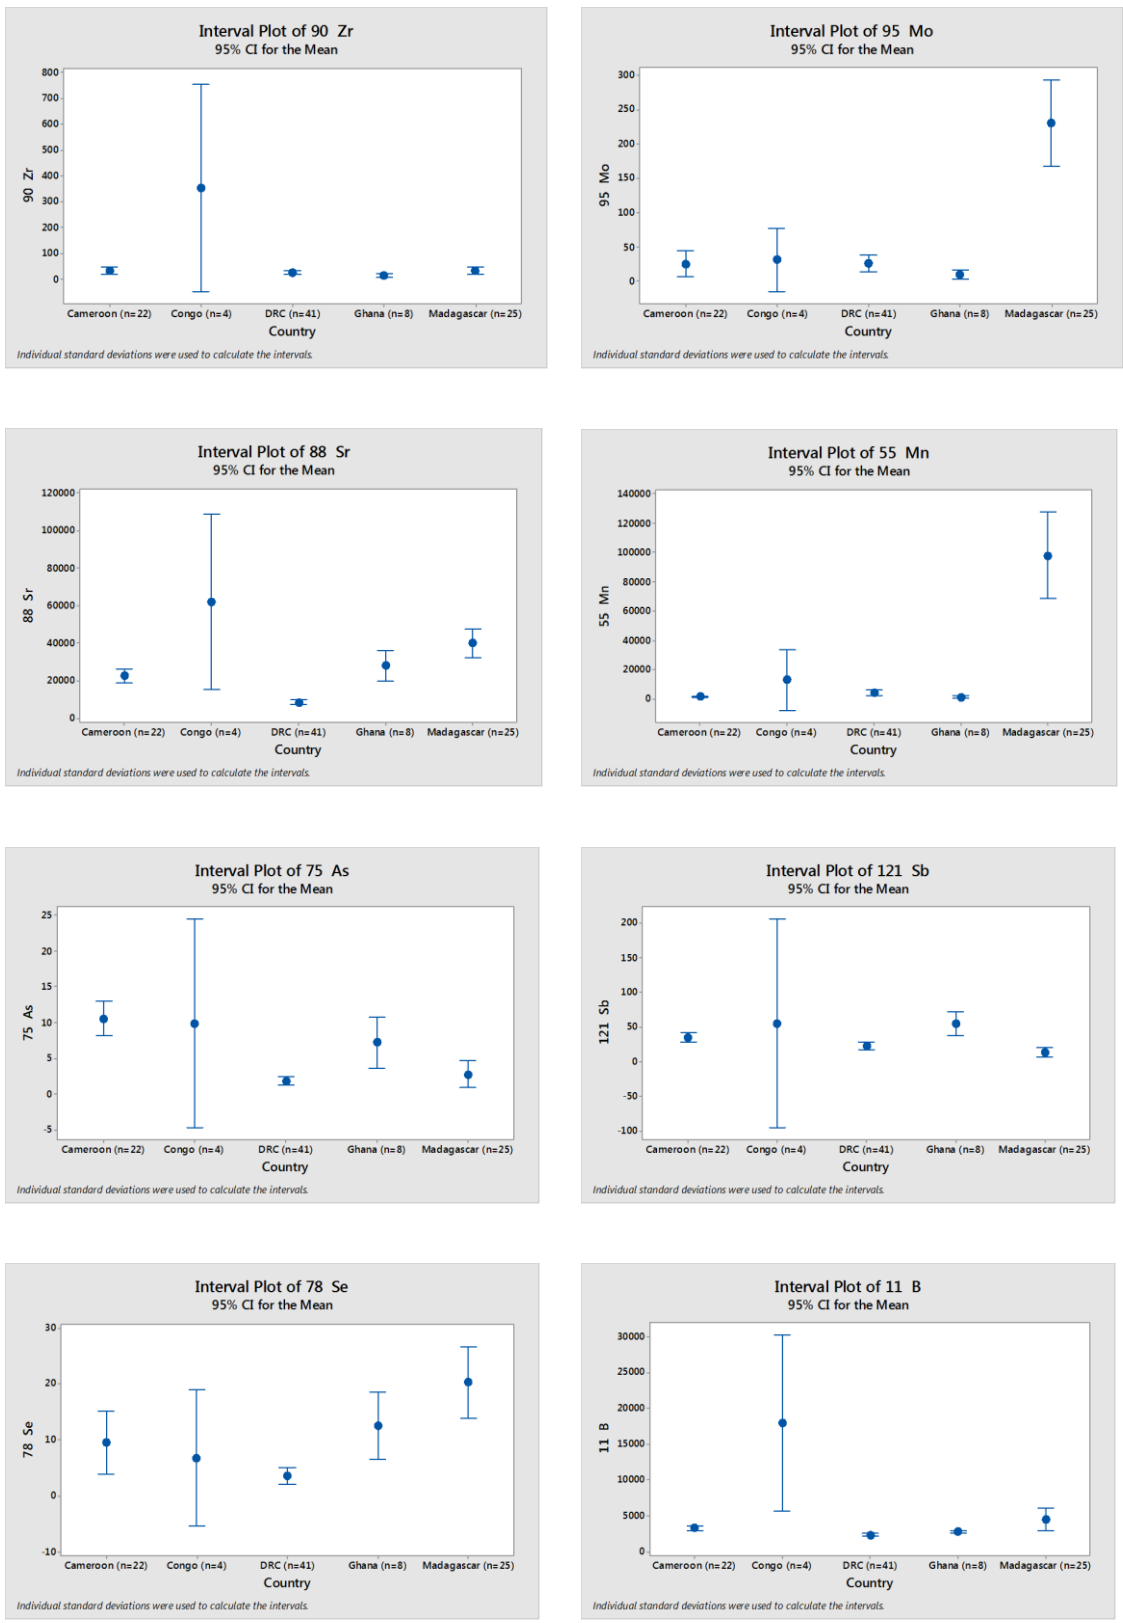 Interval Plot of 90 Zr
95% CI for the Mean
800
700
600
500
400
300
200
100
0
90 Zr
Cameroon (n=22) Congo (n=4) DRC (n=41) Ghana (n=8) Madagascar (n=25)
Country
Individual standard deviations were used to calculate the intervals.
Interval Plot of 95 Mo
95% CI for the Mean
300
250
200
150
100
50
0
95 Mo
Cameroon (n=22) Congo (n=4) DRC (n=41) Ghana (n=8) Madagascar (n=25)
Country
Individual standard deviations were used to calculate the intervals.
Interval Plot of 88 Sr
95% CI for the Mean
120000
100000
80000
60000
40000
20000
0
88 Sr
Cameroon (n=22) Congo (n=4) DRC (n=41) Ghana (n=8) Madagascar (n=25)
Country
Individual standard deviations were used to calculate the intervals.
Interval Plot of 55 Mn
95% CI for the Mean
140000
120000
100000
80000
60000
40000
20000
0
55 Mn
Cameroon (n=22) Congo (n=4) DRC (n=41) Ghana (n=8) Madagascar (n=25)
Country
Individual standard deviations were used to calculate the intervals.
Interval Plot of 75 As
95% CI for the Mean
25
20
15
10
5
0
-5
75 As
Cameroon (n=22) Congo (n=4) DRC (n=41) Ghana (n=8) Madagascar (n=25)
Country
Individual standard deviations were used to calculate the intervals.
Interval Plot of 121 Sb
95% CI for the Mean
200
150
100
50
0
-50
-100
121 Sb
Cameroon (n=22) Congo (n=4) DRC (n=41) Ghana (n=8) Madagascar (n=25)
Country
Individual standard deviations were used to calculate the intervals.
Interval Plot of 78 Se
95% CI for the Mean
30
20
10
0
-10
78 Se
Cameroon (n=22) Congo (n=4) DRC (n=41) Ghana (n=8) Madagascar (n=25)
Country
Individual standard deviations were used to calculate the intervals.
Interval Plot of 11 B
95% CI for the Mean
30000
25000
20000
15000
10000
5000
0
11 B
Cameroon (n=22) Congo (n=4) DRC (n=41) Ghana (n=8) Madagascar (n=25)
Country
Individual standard deviations were used to calculate the intervals.